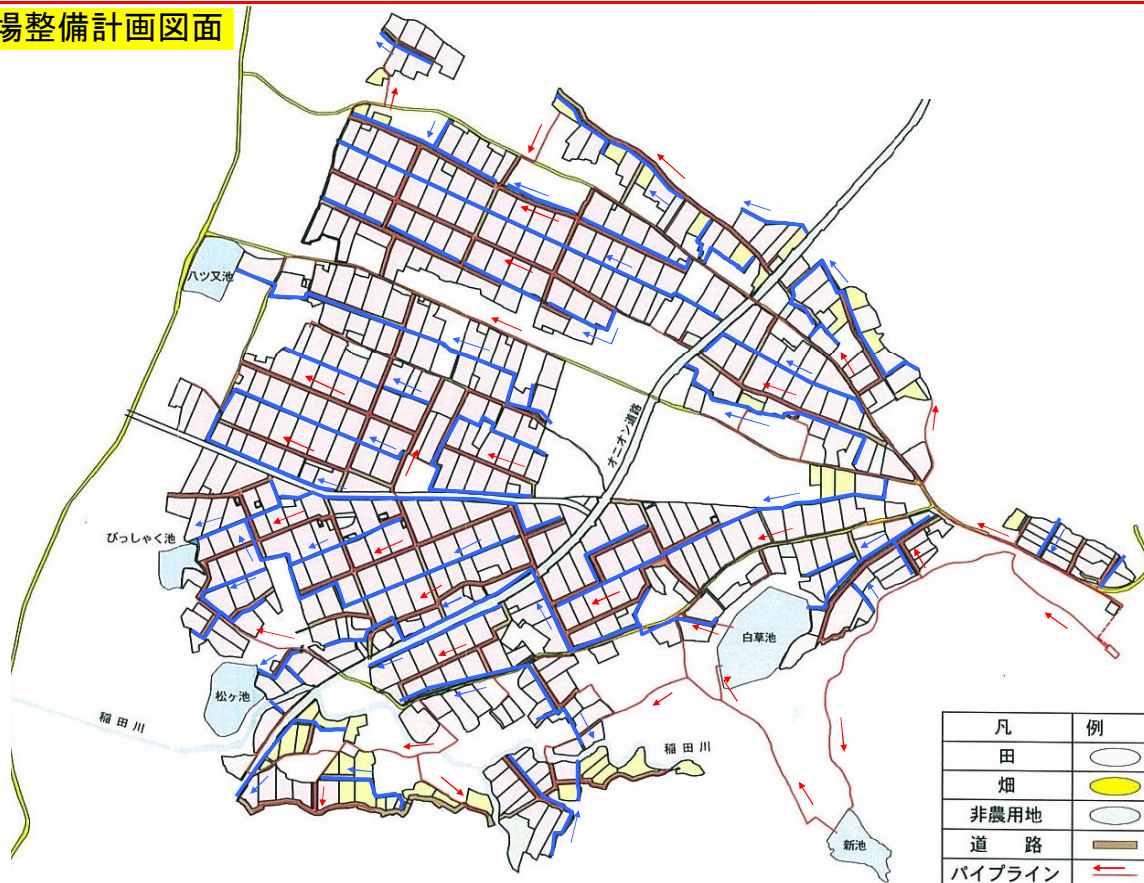 場整備計画図面
八ツ又池
オニオン道路
びっしゃく池
白草池
松ヶ池
稲田川
稲田川
新池
凡 例
田
畑
非農用地
道 路
パイプライン